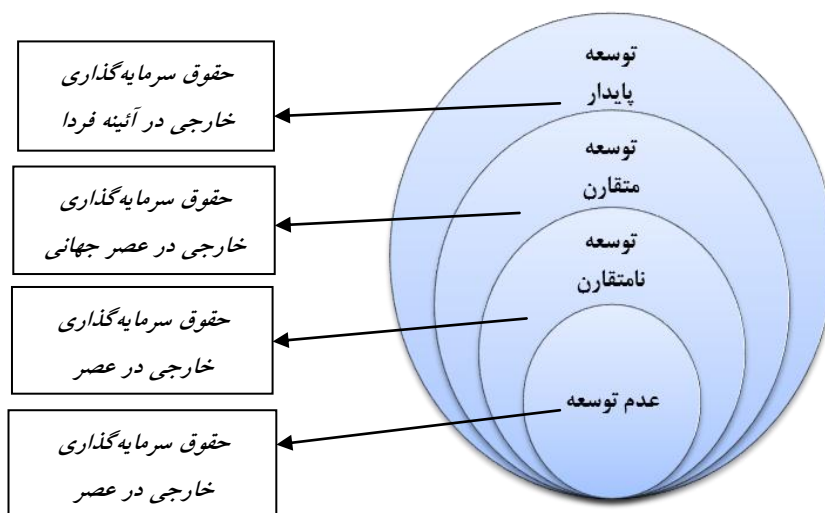 توسعه
پایدار
توسعه
متقارن
توسعه
نامتقارن
عدم توسعه
حقوق سرمایه‌گذاری
خارجی در آئینه فردا
حقوق سرمایه‌گذاری
خارجی در عصر جهانی
حقوق سرمایه‌گذاری
خارجی در عصر
حقوق سرمایه‌گذاری
خارجی در عصر